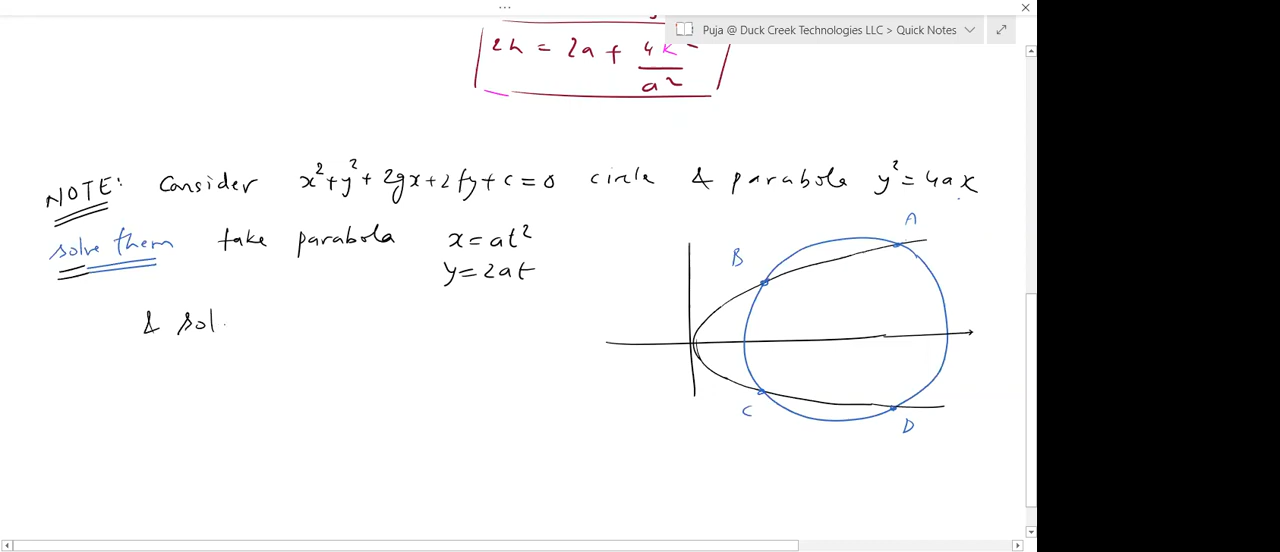 Puja @ Duck Creek Technologies LLC > Quick Notes
2h = 2a + 4k² / a²
NOTE: Consider x² + y² + 2gx + 2fy + c = 0 circle & parabola y² = 4ax
solve them take parabola x = at²
y = 2at
& sol.
A
B
C
D